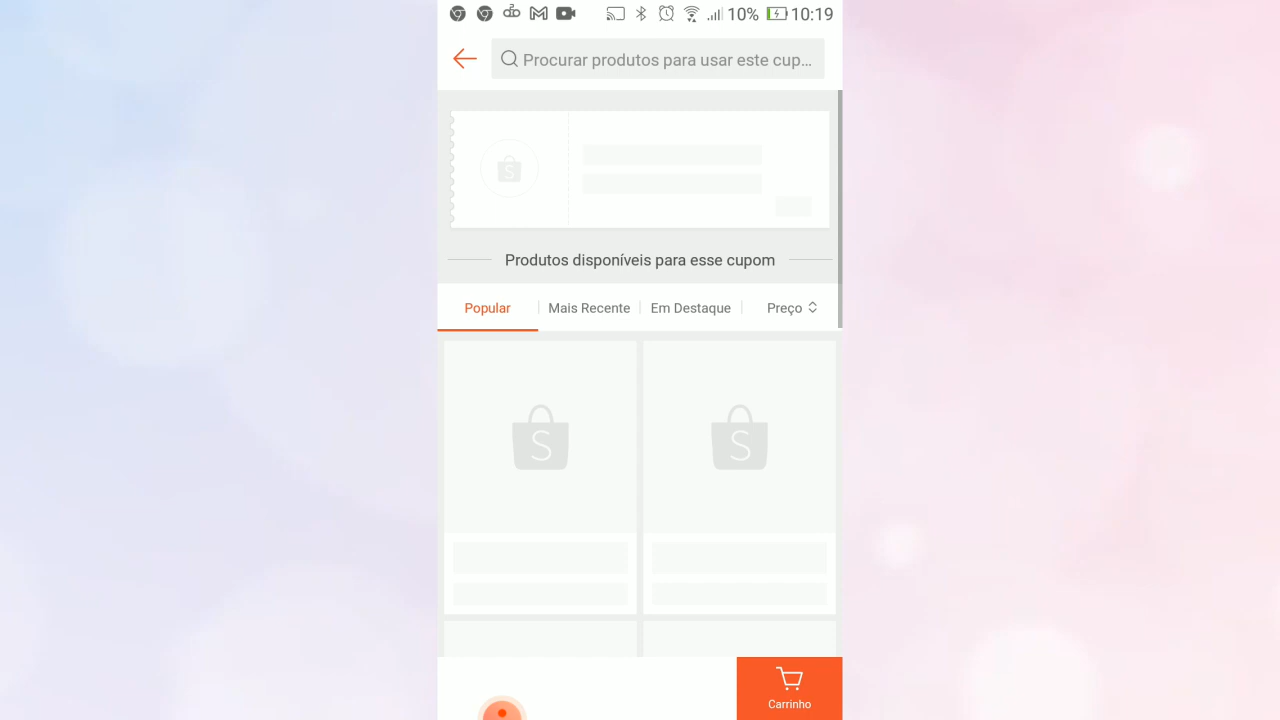 10% 10:19
Procurar produtos para usar este cup...
S
Produtos disponíveis para esse cupom
Popular
Mais Recente
Em Destaque
Preço
S
S
Carrinho